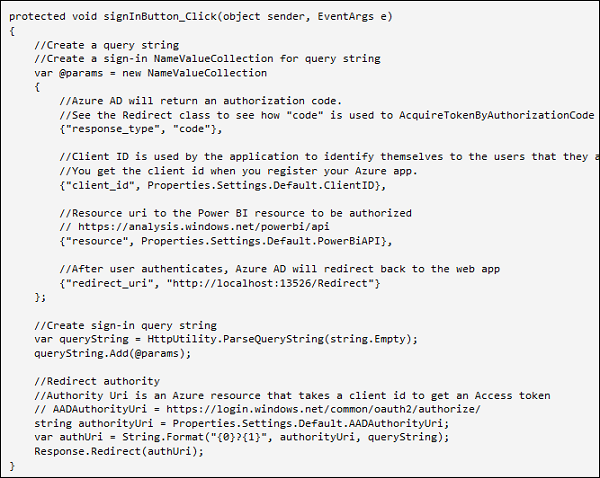 protected void signInButton_Click(object sender, EventArgs e)
{
    //Create a query string
    //Create a sign-in NameValueCollection for query string
    var @params = new NameValueCollection
    {
        //Azure AD will return an authorization code.
        //See the Redirect class to see how "code" is used to AcquireTokenByAuthorizationCode
        {"response_type", "code"},

        //Client ID is used by the application to identify themselves to the users that they a
        //You get the client id when you register your Azure app.
        {"client_id", Properties.Settings.Default.ClientID},

        //Resource uri to the Power BI resource to be authorized
        // https://analysis.windows.net/powerbi/api
        {"resource", Properties.Settings.Default.PowerBiAPI},

        //After user authenticates, Azure AD will redirect back to the web app
        {"redirect_uri", "http://localhost:13526/Redirect"}
    };

    //Create sign-in query string
    var queryString = HttpUtility.ParseQueryString(string.Empty);
    queryString.Add(@params);

    //Redirect authority
    //Authority Uri is an Azure resource that takes a client id to get an Access token
    // AADAuthorityUri = https://login.windows.net/common/oauth2/authorize/
    string authorityUri = Properties.Settings.Default.AADAuthorityUri;
    var authUri = String.Format("{0}?{1}", authorityUri, queryString);
    Response.Redirect(authUri);
}